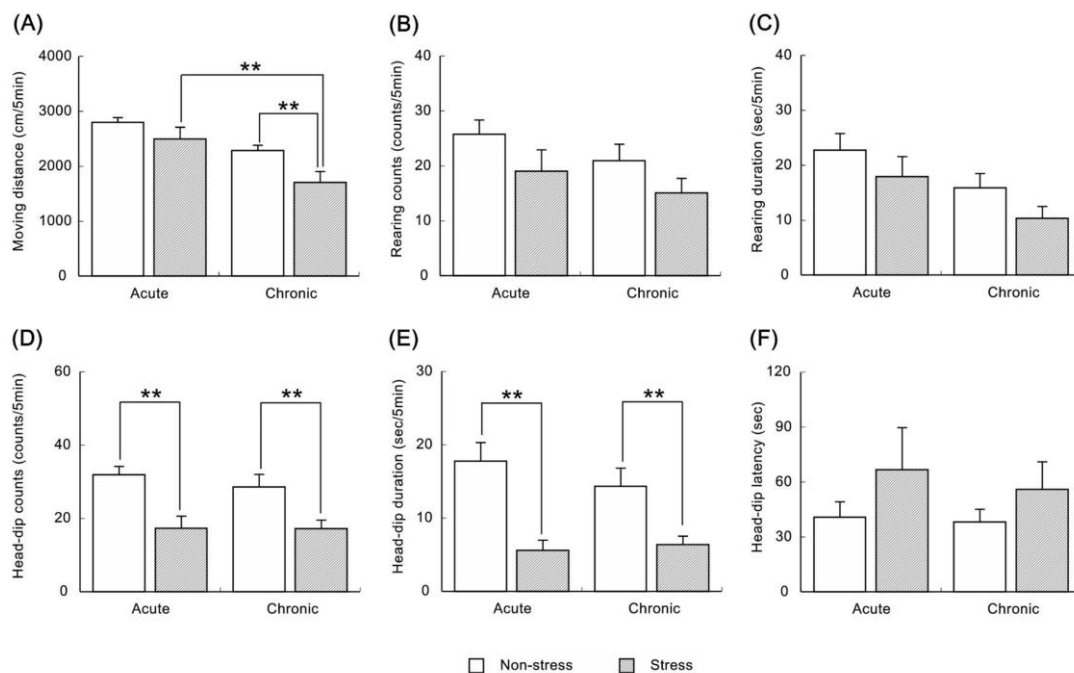 (A)
Moving distance (cm/5min)
4000
3000
2000
1000
0
**
**
Acute
Chronic
(B)
Rearing counts (counts/5min)
40
30
20
10
0
Acute
Chronic
(C)
Rearing duration (sec/5min)
40
30
20
10
0
Acute
Chronic
(D)
Head-dip counts (counts/5min)
60
40
20
0
**
**
Acute
Chronic
(E)
Head-dip duration (sec/5min)
30
20
10
0
**
**
Acute
Chronic
(F)
Head-dip latency (sec)
120
90
60
30
0
Acute
Chronic
Non-stress
Stress